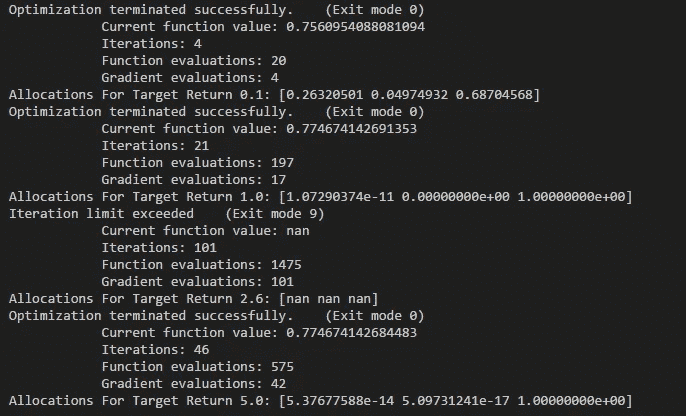 Optimization terminated successfully.    (Exit mode 0)
            Current function value: 0.7560954088081094
            Iterations: 4
            Function evaluations: 20
            Gradient evaluations: 4
Allocations For Target Return 0.1: [0.26320501 0.04974932 0.68704568]
Optimization terminated successfully.    (Exit mode 0)
            Current function value: 0.774674142691353
            Iterations: 21
            Function evaluations: 197
            Gradient evaluations: 17
Allocations For Target Return 1.0: [1.07290374e-11 0.00000000e+00 1.00000000e+00]
Iteration limit exceeded    (Exit mode 9)
            Current function value: nan
            Iterations: 101
            Function evaluations: 1475
            Gradient evaluations: 101
Allocations For Target Return 2.6: [nan nan nan]
Optimization terminated successfully.    (Exit mode 0)
            Current function value: 0.774674142684483
            Iterations: 46
            Function evaluations: 575
            Gradient evaluations: 42
Allocations For Target Return 5.0: [5.37677588e-14 5.09731241e-17 1.00000000e+00]